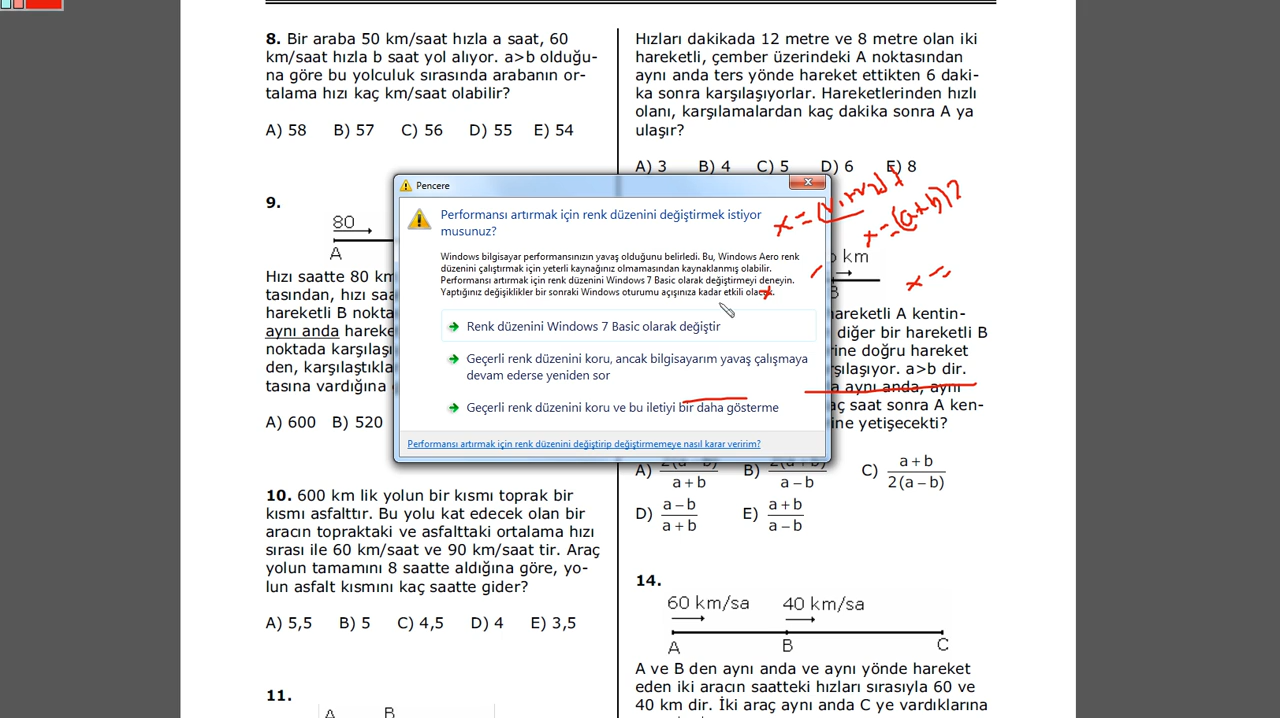 8. Bir araba 50 km/saat hızla a saat, 60
km/saat hızla b saat yol alıyor. a>b olduğu-
na göre bu yolculuk sırasında arabanın or-
talama hızı kaç km/saat olabilir?
A) 58 B) 57 C) 56 D) 55 E) 54
9.
80
A
Hızı saatte 80 km
tasından, hızı saa
hareketli B nokta
aynı anda hareke
noktada karşılaşı
den, karşılaştıkla
tasına vardığına
A) 600 B) 520
10. 600 km lik yolun bir kısmı toprak bir
kısmı asfalttır. Bu yolu kat edecek olan bir
aracın topraktaki ve asfalttaki ortalama hızı
sırası ile 60 km/saat ve 90 km/saat tir. Araç
yolun tamamını 8 saatte aldığına göre, yo-
lun asfalt kısmını kaç saatte gider?
A) 5,5 B) 5 C) 4,5 D) 4 E) 3,5
11.
A B
Hızları dakikada 12 metre ve 8 metre olan iki
hareketli, çember üzerindeki A noktasından
aynı anda ters yönde hareket ettikten 6 daki-
ka sonra karşılaşıyorlar. Hareketlerinden hızlı
olanı, karşılamalardan kaç dakika sonra A ya
ulaşır?
A) 3 B) 4 C) 5 D) 6 E) 8
x=(a+b)2
x=
km
B
hareketli A kentin-
diğer bir hareketli B
rine doğru hareket
şılaşıyor. a>b dir.
a aynı anda, aynı
aç saat sonra A ken-
ine yetişecekti?
A) a+b
B) a-b
C) a+b / 2(a-b)
D) a-b / a+b
E) a+b / a-b
14.
60 km/sa 40 km/sa
A B C
A ve B den aynı anda ve aynı yönde hareket
eden iki aracın saatteki hızları sırasıyla 60 ve
40 km dir. İki araç aynı anda C ye vardıklarına
Pencere
Performansı artırmak için renk düzenini değiştirmek istiyor
musunuz?
Windows bilgisayar performansınızın yavaş olduğunu belirledi. Bu, Windows Aero renk
düzenini çalıştırmak için yeterli kaynağınız olmamasından kaynaklanmış olabilir.
Performansı artırmak için renk düzenini Windows 7 Basic olarak değiştirmeyi deneyin.
Yaptığınız değişiklikler bir sonraki Windows oturumu açışınıza kadar etkili olacak.
Renk düzenini Windows 7 Basic olarak değiştir
Geçerli renk düzenini koru, ancak bilgisayarım yavaş çalışmaya
devam ederse yeniden sor
Geçerli renk düzenini koru ve bu iletiyi bir daha gösterme
Performansı artırmak için renk düzenini değiştirip değiştirmemeye nasıl karar veririm?